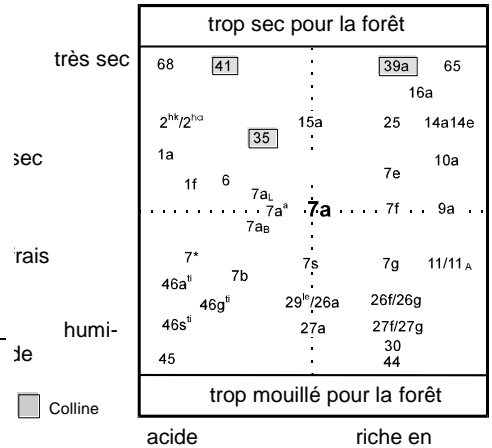 trop sec pour la forêt
très sec
68 41 39a 65
16a
2ʰᵏ/2ʰᵅ 15a 25 14a14e
35
sec
1a 10a
1f 6 7e
7aL
7aᵃ 7a 7f 9a
7aB
rais
7* 7s 7g 11/11 A
46aᵗⁱ 7b
46gᵗⁱ 29ˡᵉ/26a 26f/26g
humi-
46sᵗⁱ 27a 27f/27g
30
de
45 44
trop mouillé pour la forêt
Colline
acide riche en